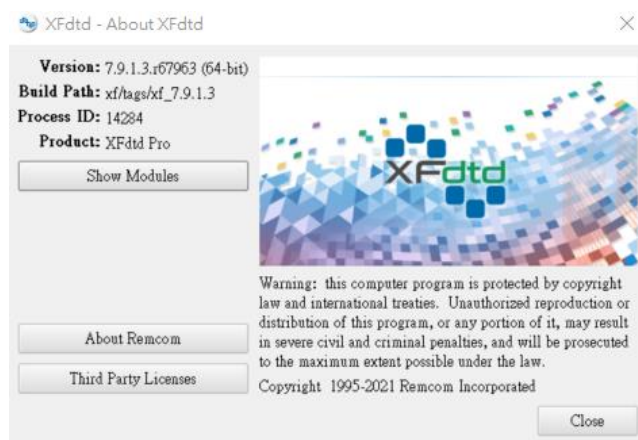 XFdtd - About XFdtd
Version: 7.9.1.3.r67963 (64-bit)
Build Path: xf/tags/xf_7.9.1.3
Process ID: 14284
Product: XFdtd Pro
Show Modules
XFdtd
Warning: this computer program is protected by copyright
law and international treaties. Unauthorized reproduction or
distribution of this program, or any portion of it, may result
in severe civil and criminal penalties, and will be prosecuted
to the maximum extent possible under the law.
Copyright 1995-2021 Remcom Incorporated
About Remcom
Third Party Licenses
Close